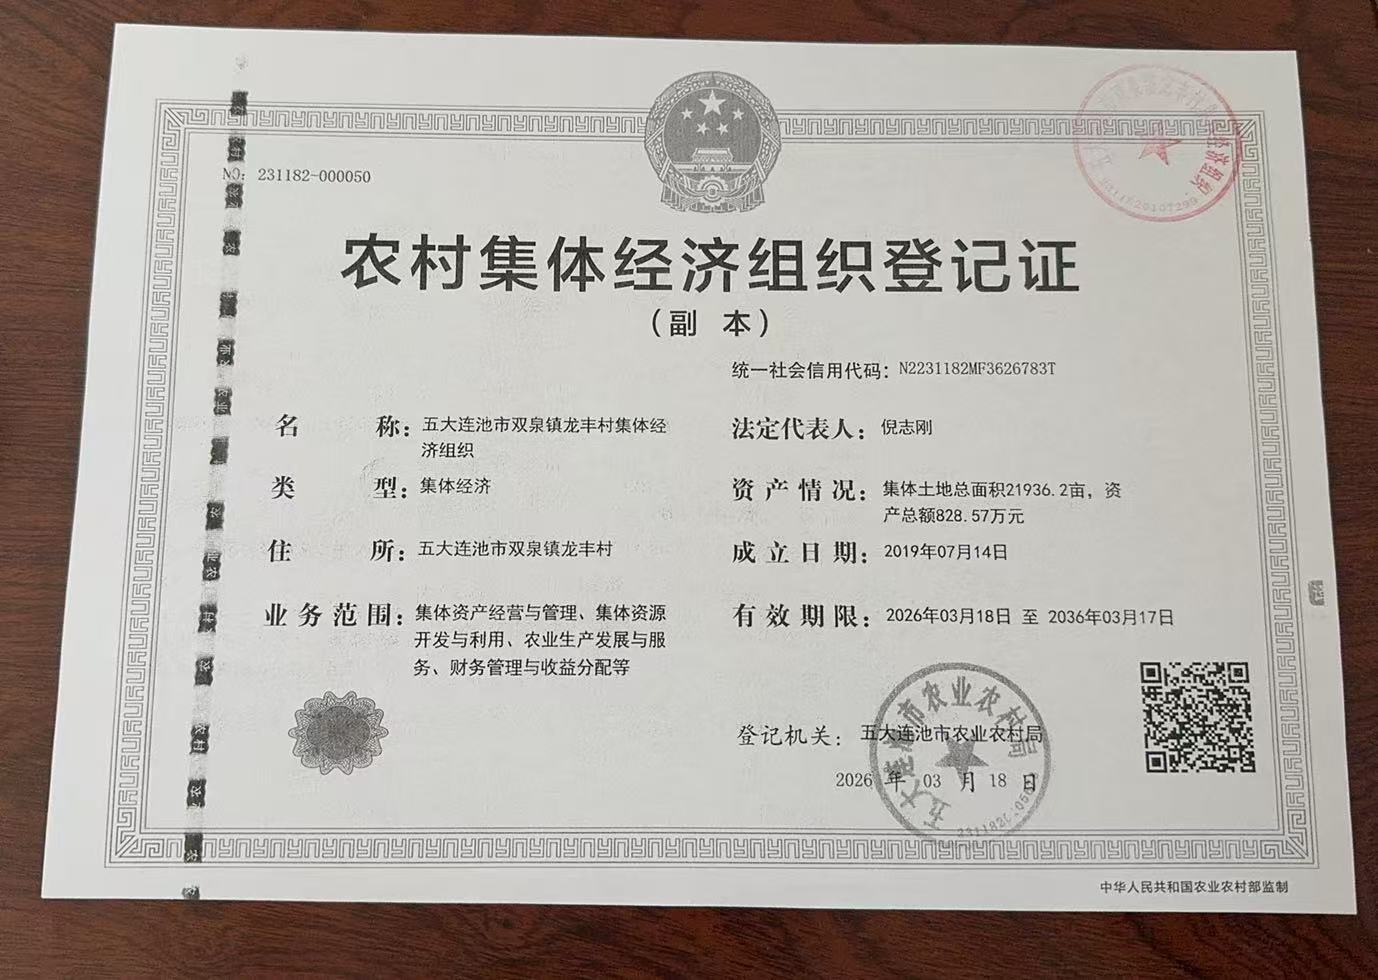 NO: 231182-000050
农村集体经济组织登记证
（副 本）
统一社会信用代码：N2231182MF3626783T
名 称：五大连池市双泉镇龙丰村集体经
济组织
类 型：集体经济
住 所：五大连池市双泉镇龙丰村
业务范围：集体资产经营与管理、集体资源
开发与利用、农业生产发展与服
务、财务管理与收益分配等
法定代表人：倪志刚
资产情况：集体土地总面积21936.2亩，资
产总额828.57万元
成立日期：2019年07月14日
有效期限：2026年03月18日 至 2036年03月17日
登记机关：五大连池市农业农村局
2026 年 03 月 18 日
五大连池市农业农村局
中华人民共和国农业农村部监制